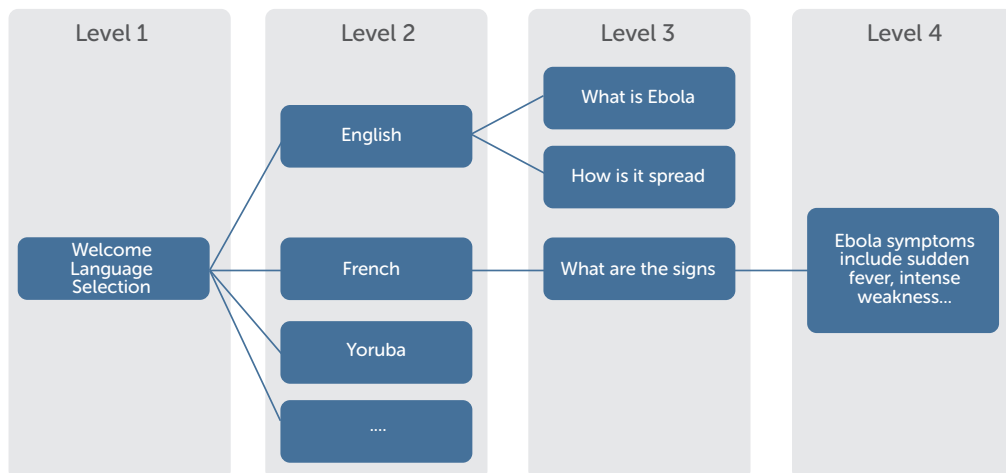 Level 1
Level 2
Level 3
Level 4
Welcome
Language
Selection
English
French
Yoruba
....
What is Ebola
How is it spread
What are the signs
Ebola symptoms
include sudden
fever, intense
weakness...